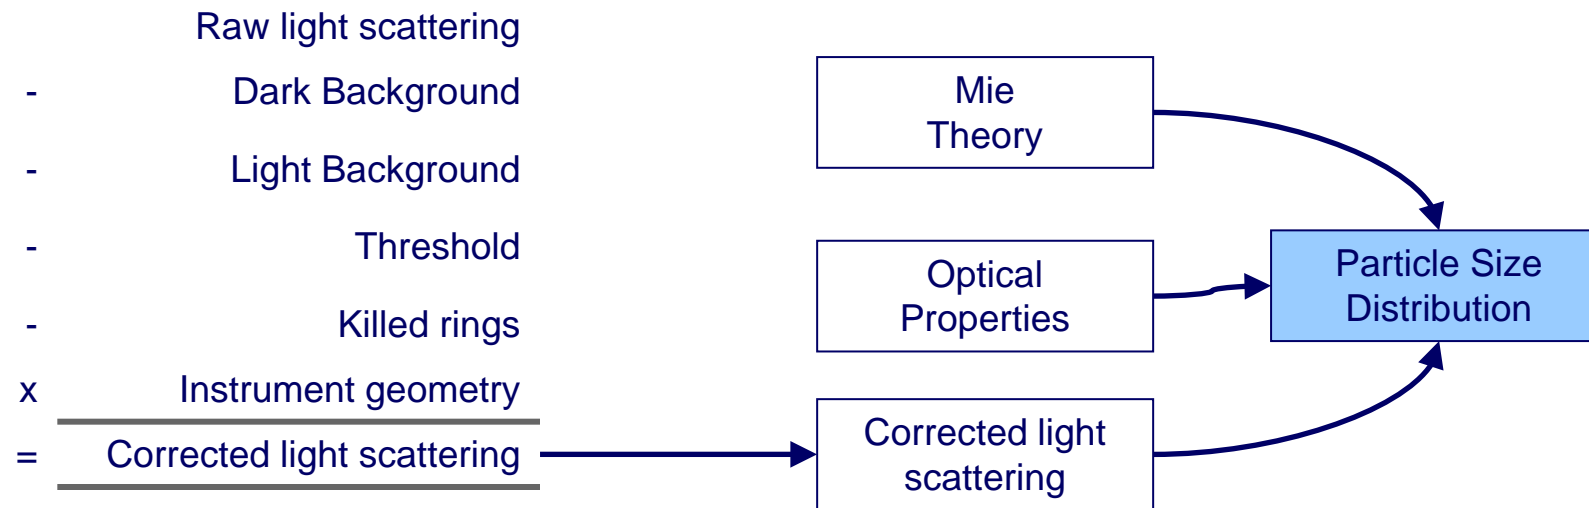 Raw light scattering
- Dark Background
- Light Background
- Threshold
- Killed rings
x Instrument geometry
= Corrected light scattering
Mie
Theory
Optical
Properties
Corrected light
scattering
Particle Size
Distribution